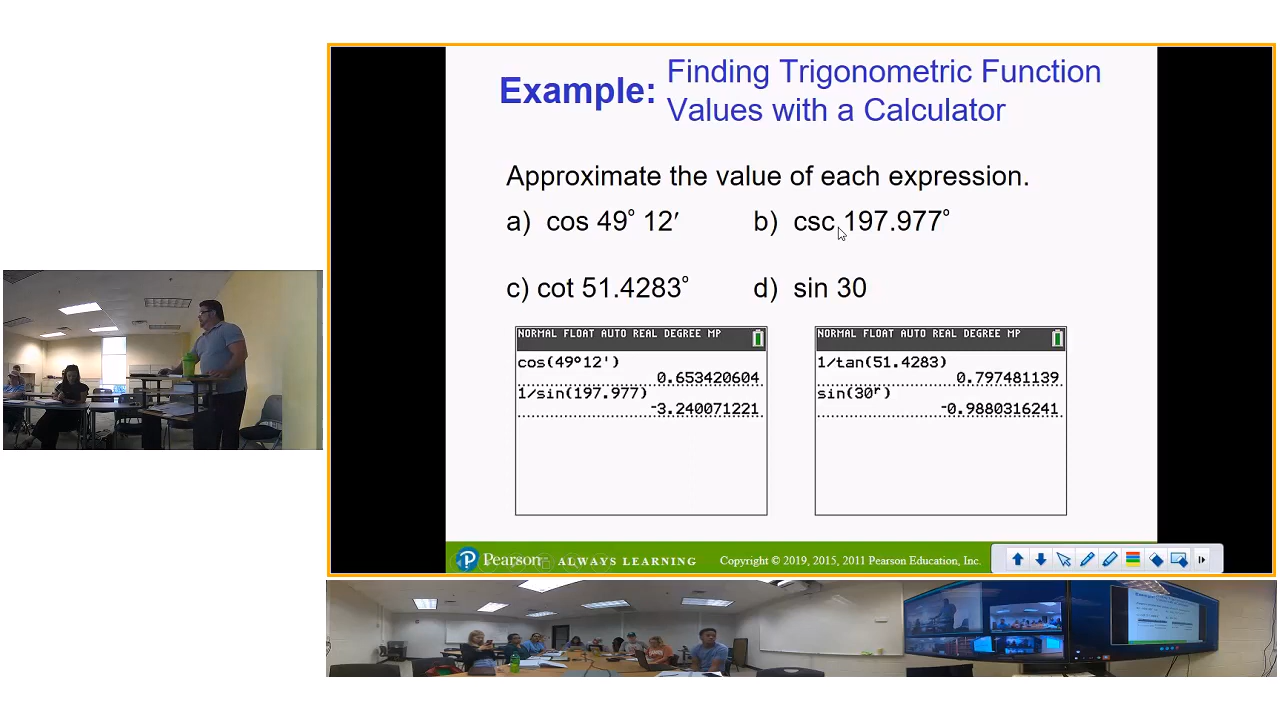 Example:
Finding Trigonometric Function
Values with a Calculator
Approximate the value of each expression.
a) cos 49° 12′
b) csc 197.977°
c) cot 51.4283°
d) sin 30
NORMAL FLOAT AUTO REAL DEGREE MP
cos(49°12')
0.653420604
1/sin(197.977)
-3.240071221
NORMAL FLOAT AUTO REAL DEGREE MP
1/tan(51.4283)
0.797481139
sin(30ʳ)
-0.9880316241
Pearson
ALWAYS LEARNING
Copyright © 2019, 2015, 2011 Pearson Education, Inc.